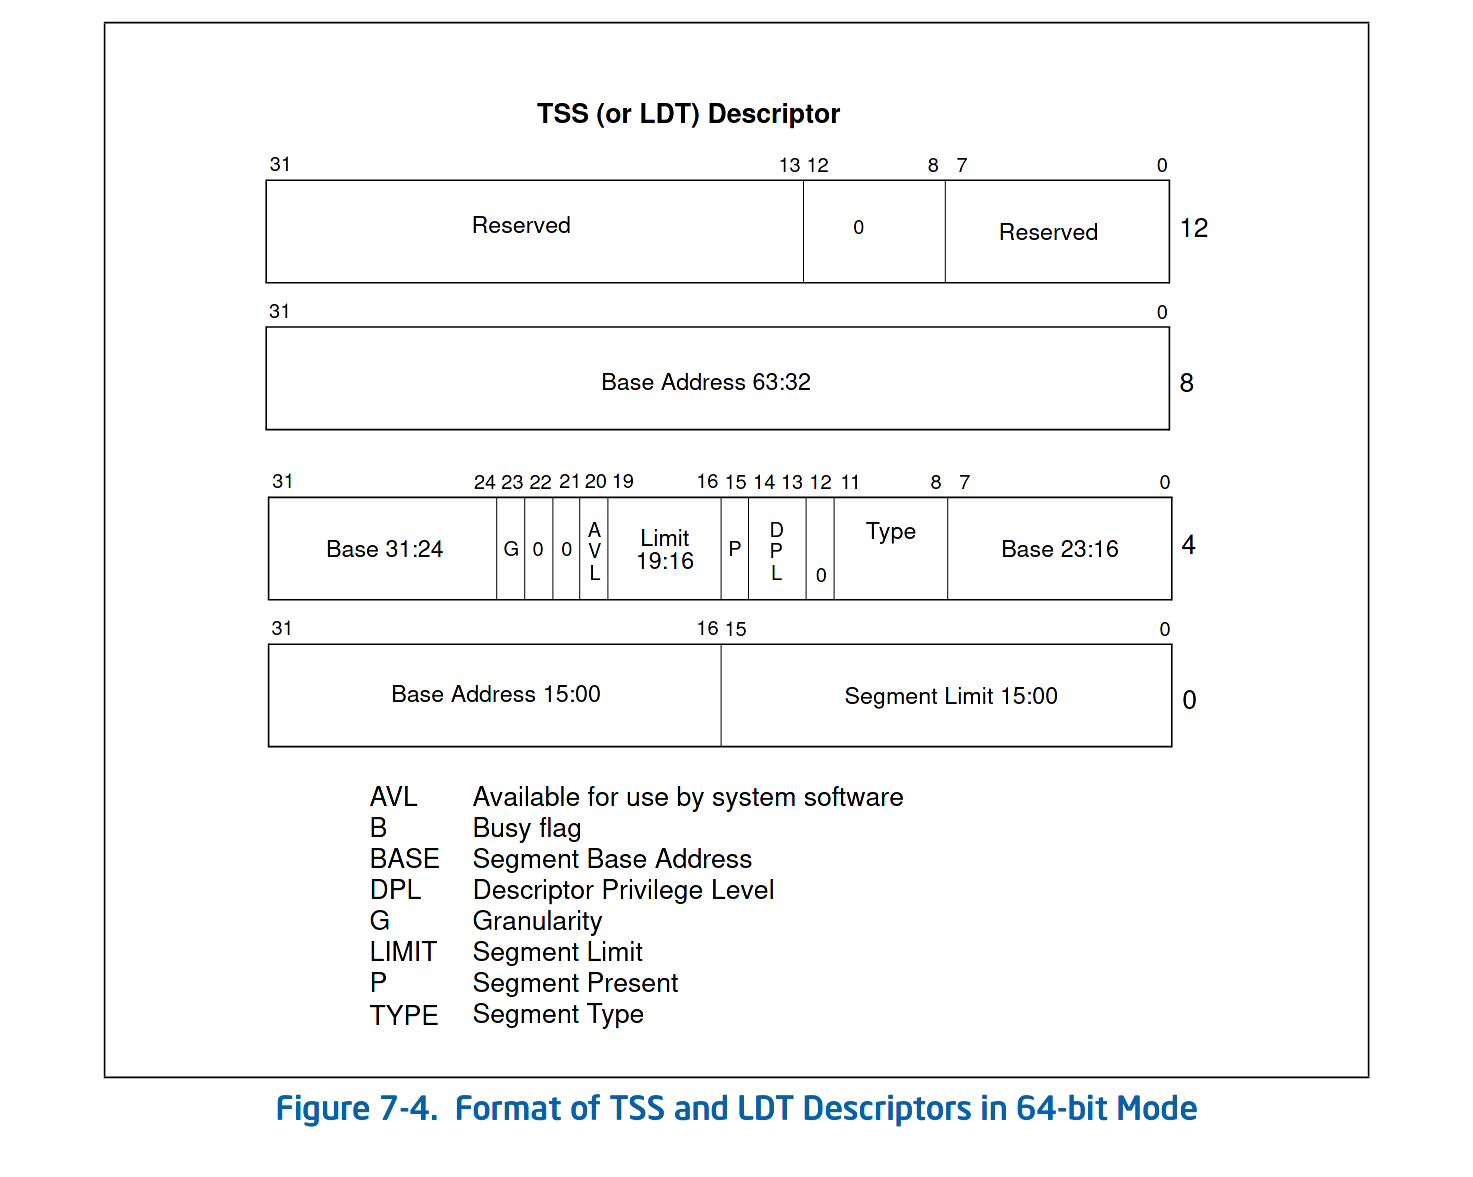 TSS (or LDT) Descriptor
31 13 12 8 7 0
Reserved 0 Reserved 12
31 0
Base Address 63:32 8
31 24 23 22 21 20 19 16 15 14 13 12 11 8 7 0
Base 31:24 G 0 0 AVL Limit 19:16 P DPL 0 Type Base 23:16 4
31 16 15 0
Base Address 15:00 Segment Limit 15:00 0
AVL Available for use by system software
B Busy flag
BASE Segment Base Address
DPL Descriptor Privilege Level
G Granularity
LIMIT Segment Limit
P Segment Present
TYPE Segment Type
Figure 7-4. Format of TSS and LDT Descriptors in 64-bit Mode